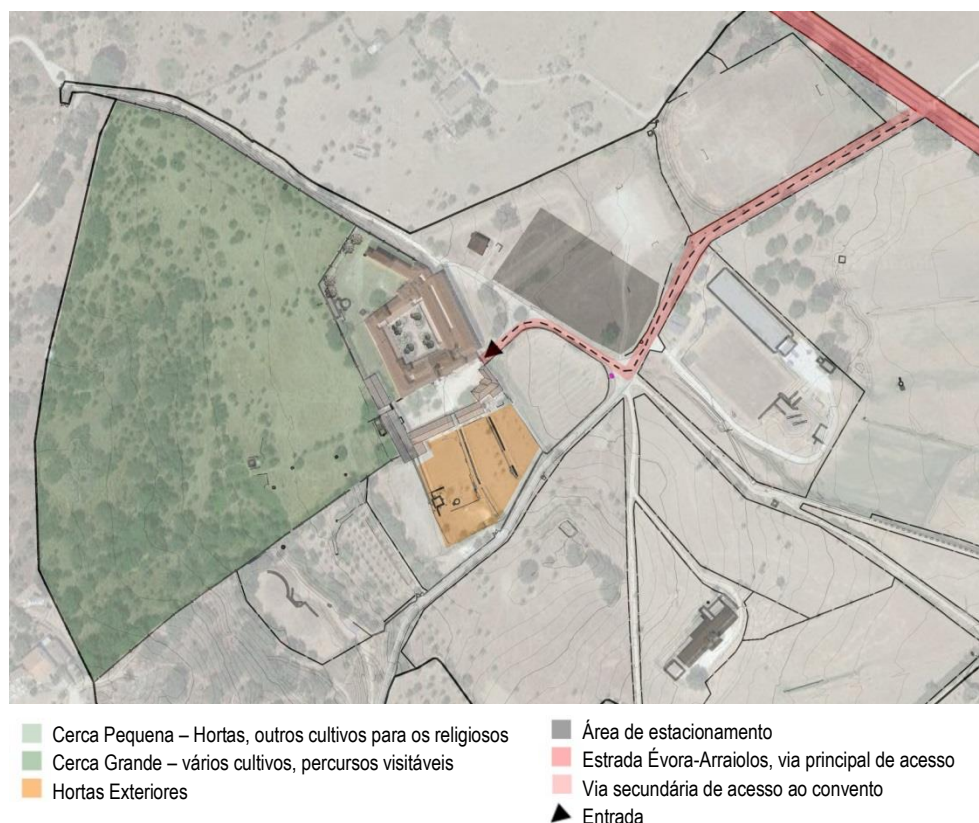 Cerca Pequena – Hortas, outros cultivos para os religiosos
Cerca Grande – vários cultivos, percursos visitáveis
Hortas Exteriores
Área de estacionamento
Estrada Évora-Arraiolos, via principal de acesso
Via secundária de acesso ao convento
Entrada